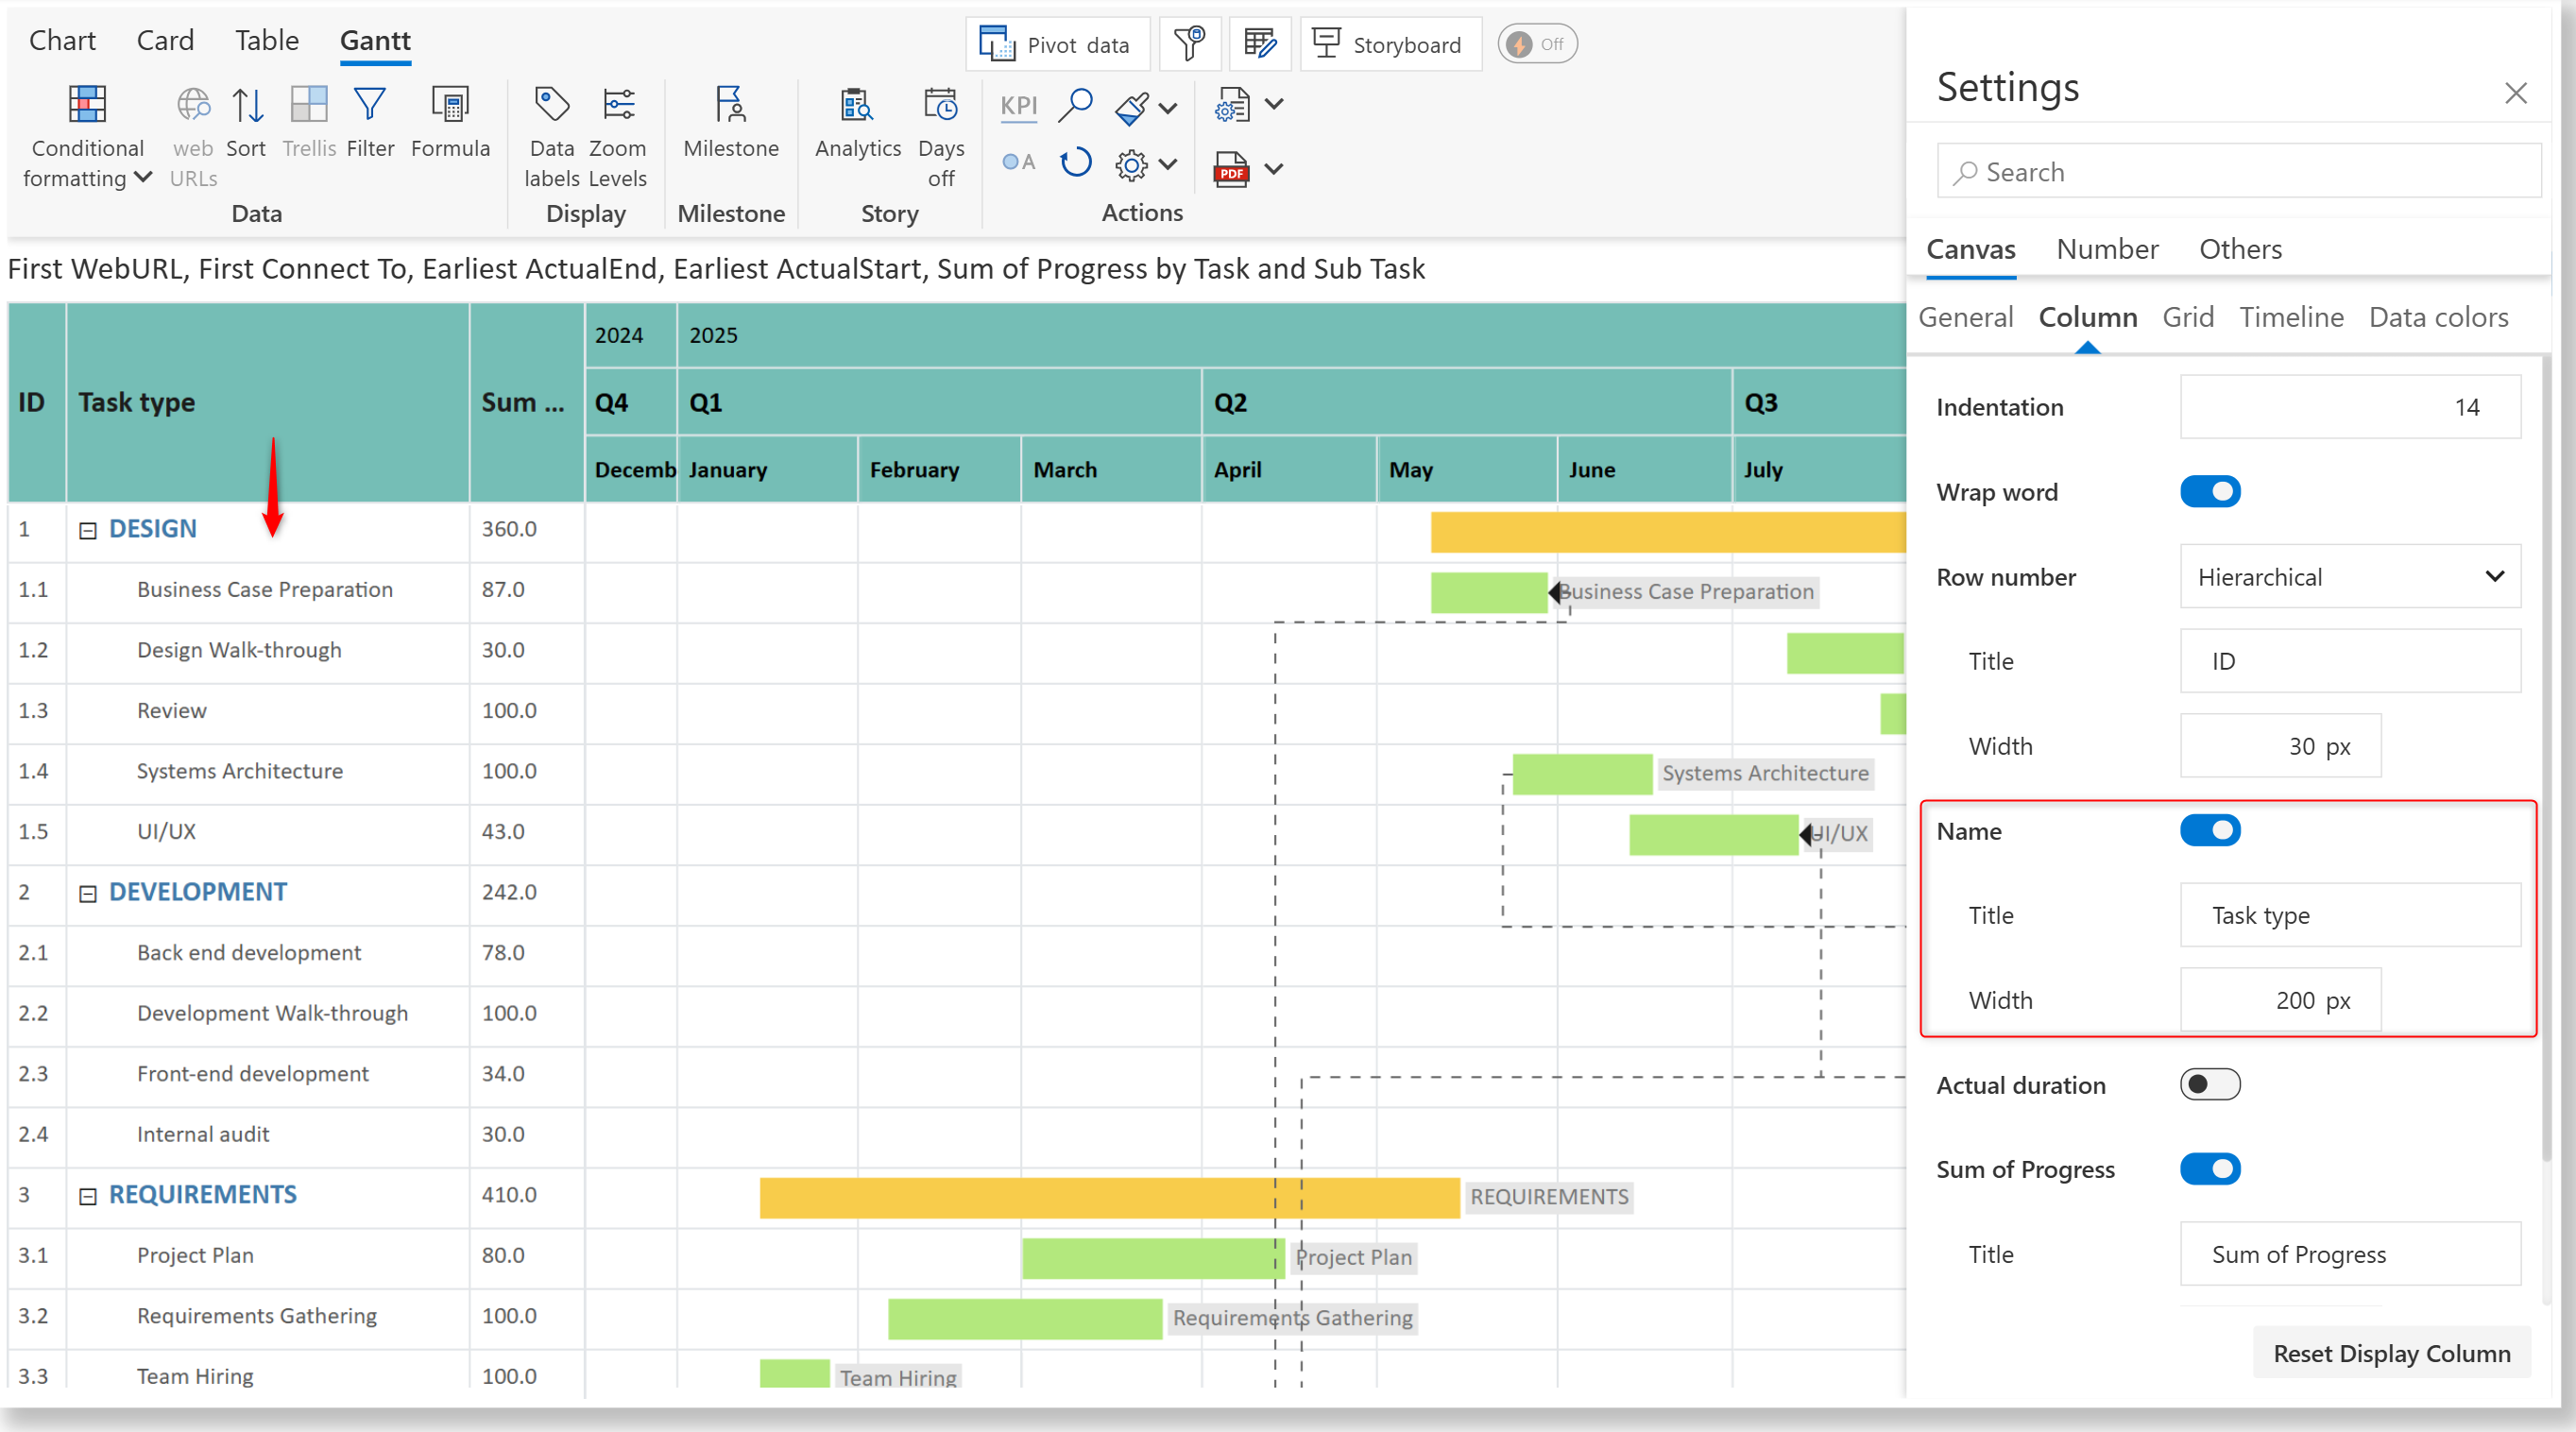 Chart Card Table Gantt
Pivot data
Storyboard
Off
Conditional formatting
web URLs
Sort
Trellis
Filter
Formula
Data
Data labels
Zoom Levels
Display
Milestone
Milestone
Analytics
Days off
Story
KPI
A
PDF
Actions
First WebURL, First Connect To, Earliest ActualEnd, Earliest ActualStart, Sum of Progress by Task and Sub Task
ID Task type Sum ...
2024 2025
Q4 Q1 Q2 Q3
Decemb January February March April May June July
1 DESIGN 360.0
1.1 Business Case Preparation 87.0 Business Case Preparation
1.2 Design Walk-through 30.0
1.3 Review 100.0
1.4 Systems Architecture 100.0 Systems Architecture
1.5 UI/UX 43.0 UI/UX
2 DEVELOPMENT 242.0
2.1 Back end development 78.0
2.2 Development Walk-through 100.0
2.3 Front-end development 34.0
2.4 Internal audit 30.0
3 REQUIREMENTS 410.0 REQUIREMENTS
3.1 Project Plan 80.0 Project Plan
3.2 Requirements Gathering 100.0 Requirements Gathering
3.3 Team Hiring 100.0 Team Hiring
Settings
Search
Canvas Number Others
General Column Grid Timeline Data colors
Indentation 14
Wrap word
Row number Hierarchical
Title ID
Width 30 px
Name
Title Task type
Width 200 px
Actual duration
Sum of Progress
Title Sum of Progress
Reset Display Column